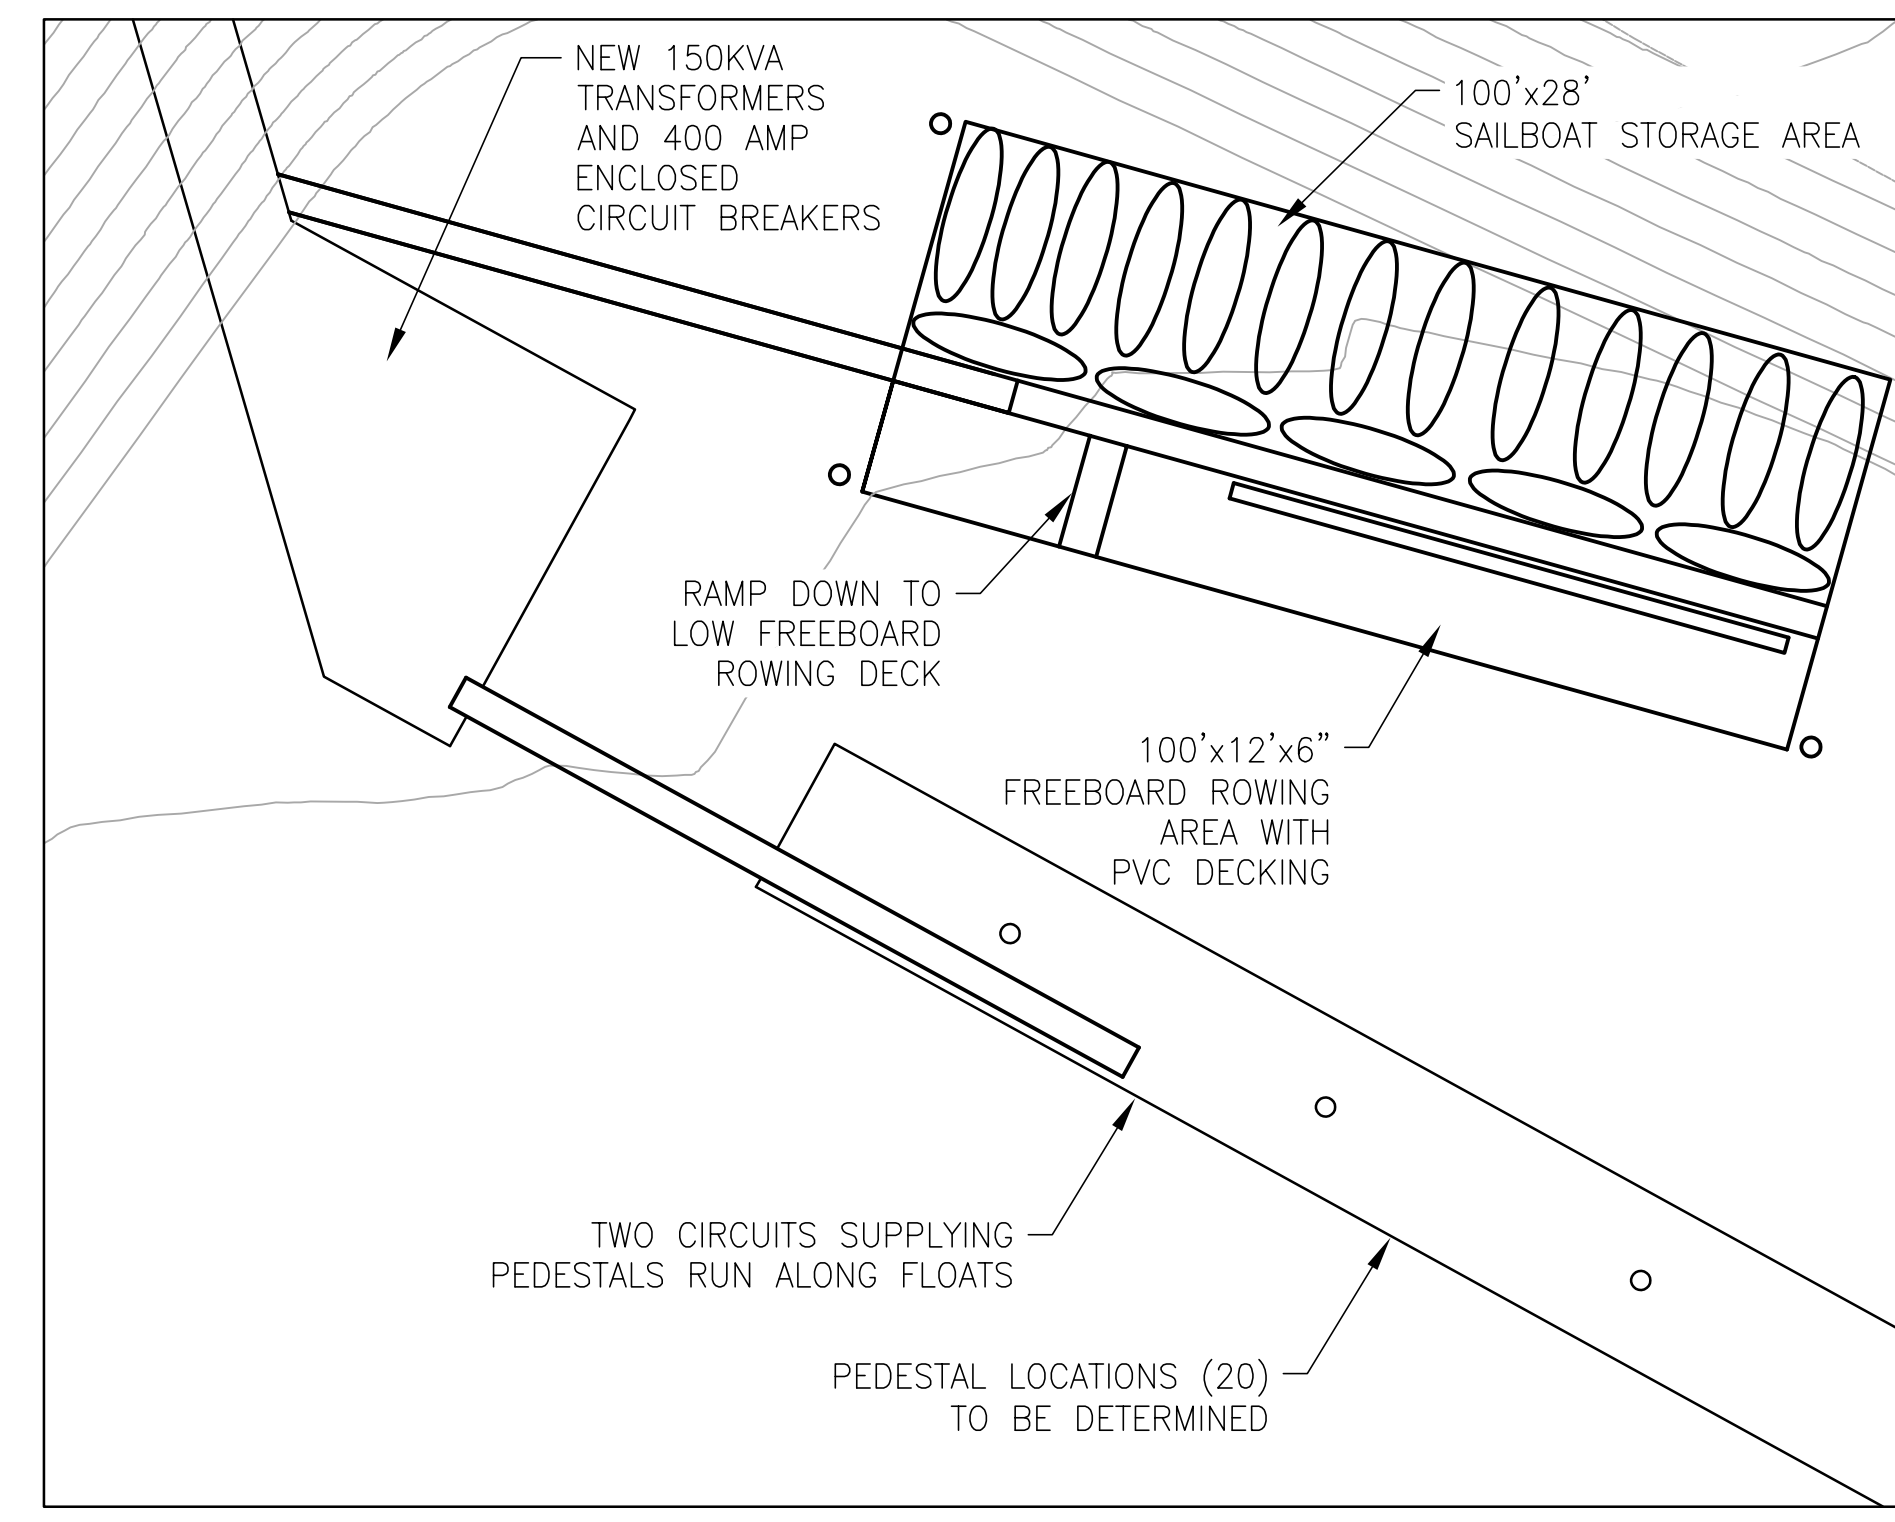 NEW 150KVA
TRANSFORMERS
AND 400 AMP
ENCLOSED
CIRCUIT BREAKERS
100'x28'
SAILBOAT STORAGE AREA
RAMP DOWN TO
LOW FREEBOARD
ROWING DECK
100'x12'x6"
FREEBOARD ROWING
AREA WITH
PVC DECKING
TWO CIRCUITS SUPPLYING
PEDESTALS RUN ALONG FLOATS
PEDESTAL LOCATIONS (20)
TO BE DETERMINED